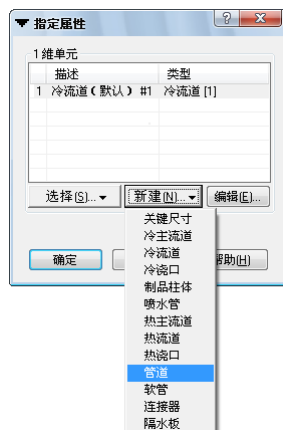 指定属性
1 维单元
描述 类型
1 冷流道(默认) #1 冷流道 [1]
选择(S)... 新建(N)... 编辑(E)...
关键尺寸
冷主流道
冷流道
冷浇口
制品柱体
喷水管
热主流道
热流道
热浇口
管道
软管
连接器
隔水板
确定 帮助(H)